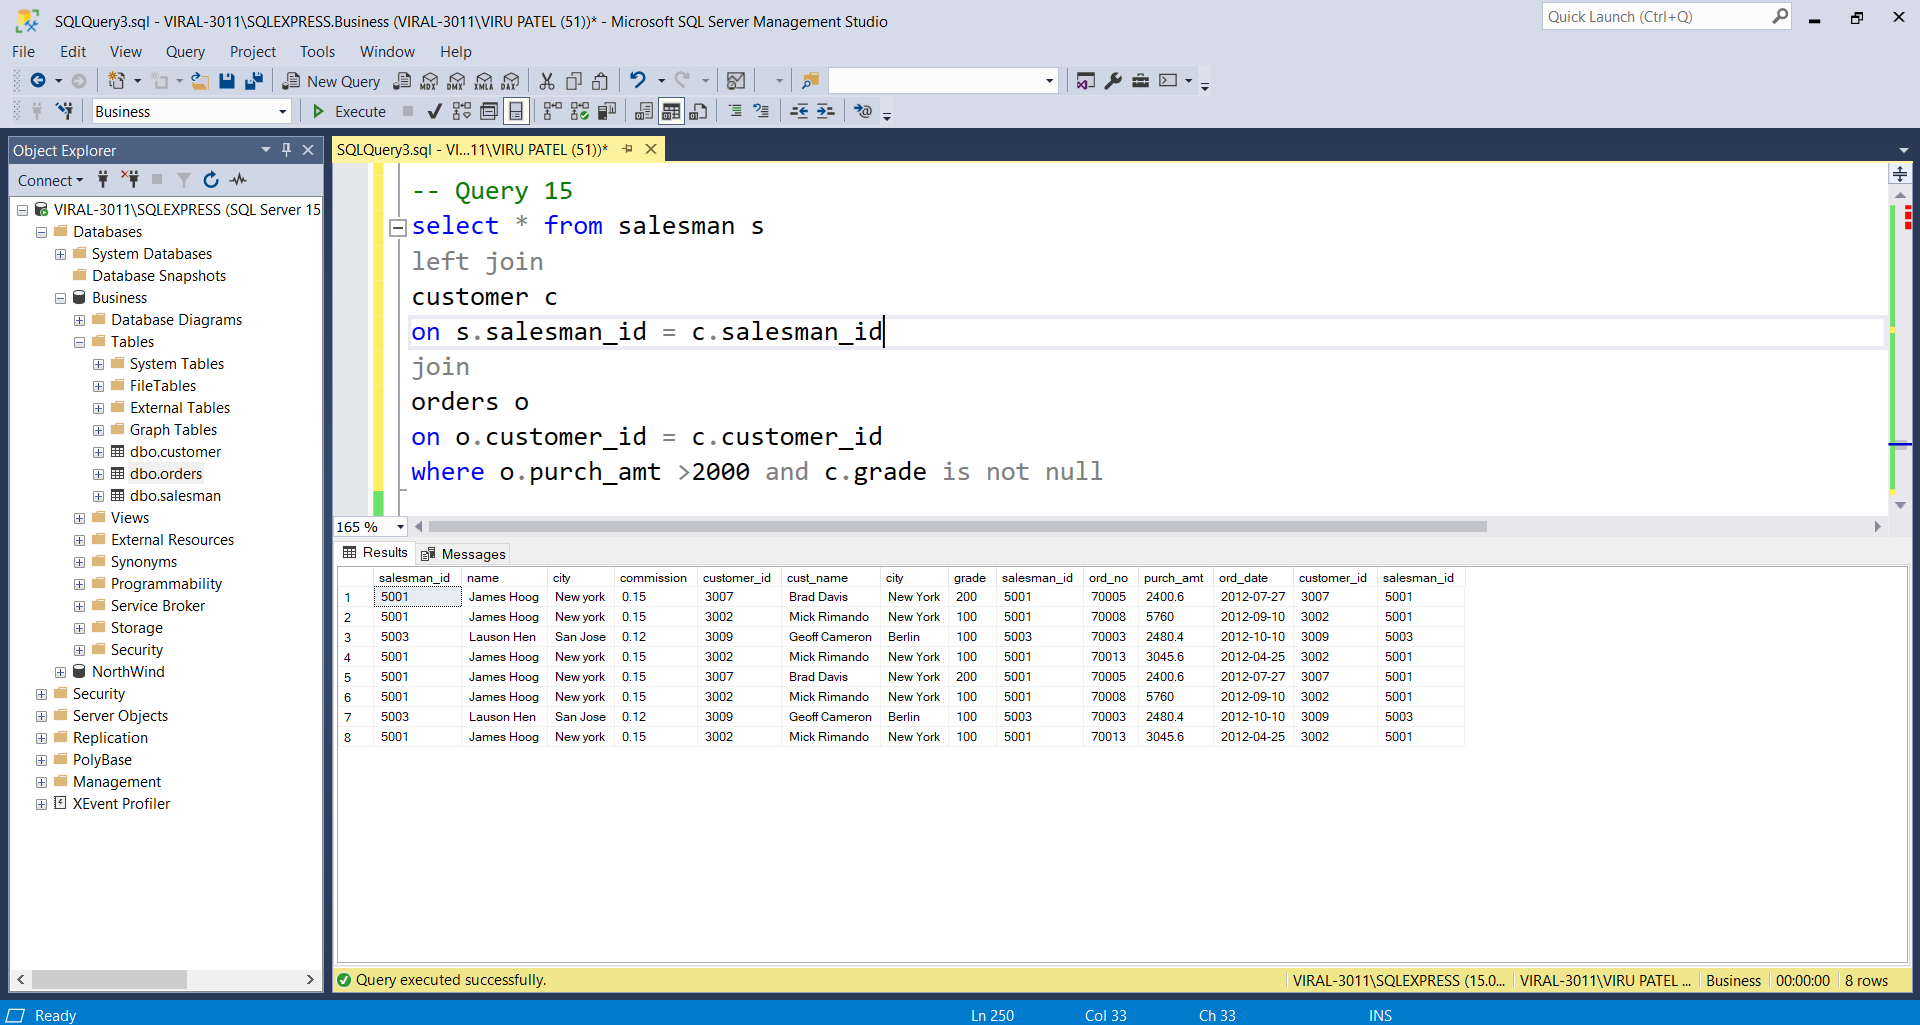 SQLQuery3.sql - VIRAL-3011\SQLEXPRESS.Business (VIRAL-3011\VIRU PATEL (51))* - Microsoft SQL Server Management Studio
Quick Launch (Ctrl+Q)
File Edit View Query Project Tools Window Help
New Query MDX DMX XMLA DAX
Business Execute
Object Explorer
Connect
VIRAL-3011\SQLEXPRESS (SQL Server 15
Databases
System Databases
Database Snapshots
Business
Database Diagrams
Tables
System Tables
FileTables
External Tables
Graph Tables
dbo.customer
dbo.orders
dbo.salesman
Views
External Resources
Synonyms
Programmability
Service Broker
Storage
Security
NorthWind
Security
Server Objects
Replication
PolyBase
Management
XEvent Profiler
SQLQuery3.sql - VI...11\VIRU PATEL (51))*
-- Query 15
select * from salesman s
left join
customer c
on s.salesman_id = c.salesman_id
join
orders o
on o.customer_id = c.customer_id
where o.purch_amt >2000 and c.grade is not null
165 %
Results Messages
salesman_id name city commission customer_id cust_name city grade salesman_id ord_no purch_amt ord_date customer_id salesman_id
1 5001 James Hoog New york 0.15 3007 Brad Davis New York 200 5001 70005 2400.6 2012-07-27 3007 5001
2 5001 James Hoog New york 0.15 3002 Mick Rimando New York 100 5001 70008 5760 2012-09-10 3002 5001
3 5003 Lauson Hen San Jose 0.12 3009 Geoff Cameron Berlin 100 5003 70003 2480.4 2012-10-10 3009 5003
4 5001 James Hoog New york 0.15 3002 Mick Rimando New York 100 5001 70013 3045.6 2012-04-25 3002 5001
5 5001 James Hoog New york 0.15 3007 Brad Davis New York 200 5001 70005 2400.6 2012-07-27 3007 5001
6 5001 James Hoog New york 0.15 3002 Mick Rimando New York 100 5001 70008 5760 2012-09-10 3002 5001
7 5003 Lauson Hen San Jose 0.12 3009 Geoff Cameron Berlin 100 5003 70003 2480.4 2012-10-10 3009 5003
8 5001 James Hoog New york 0.15 3002 Mick Rimando New York 100 5001 70013 3045.6 2012-04-25 3002 5001
Query executed successfully. VIRAL-3011\SQLEXPRESS (15.0... VIRAL-3011\VIRU PATEL ... Business 00:00:00 8 rows
Ready Ln 250 Col 33 Ch 33 INS